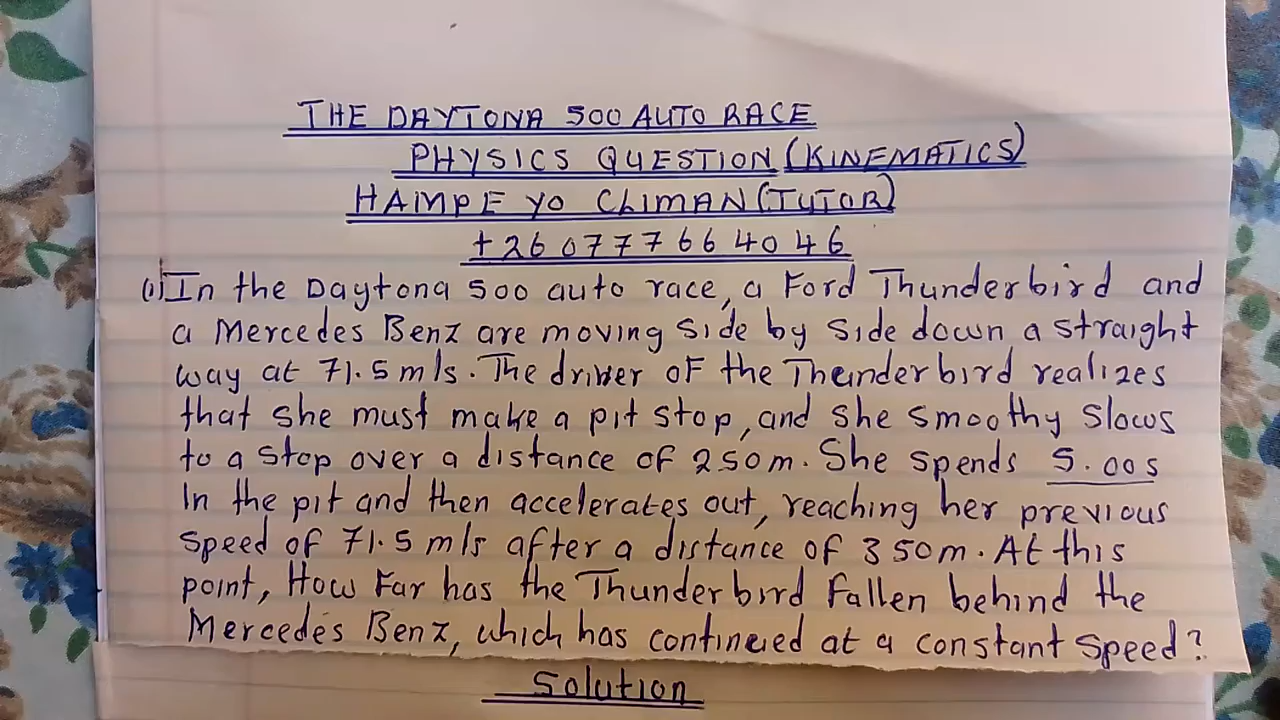 THE DAYTONA 500 AUTO RACE
PHYSICS QUESTION (KINEMATICS)
HAMPE YO CLIMAN (TUTOR)
+260777664046
(1) In the Daytona 500 auto race, a Ford Thunderbird and
a Mercedes Benz are moving side by side down a straight
way at 71.5 m/s. The driver of the Thunderbird realizes
that she must make a pit stop, and she smoothy slows
to a stop over a distance of 250m. She spends 5.00s
In the pit and then accelerates out, reaching her previous
speed of 71.5 m/s after a distance of 350m. At this
point, How Far has the Thunderbird fallen behind the
Mercedes Benz, which has continued at a constant speed?
Solution